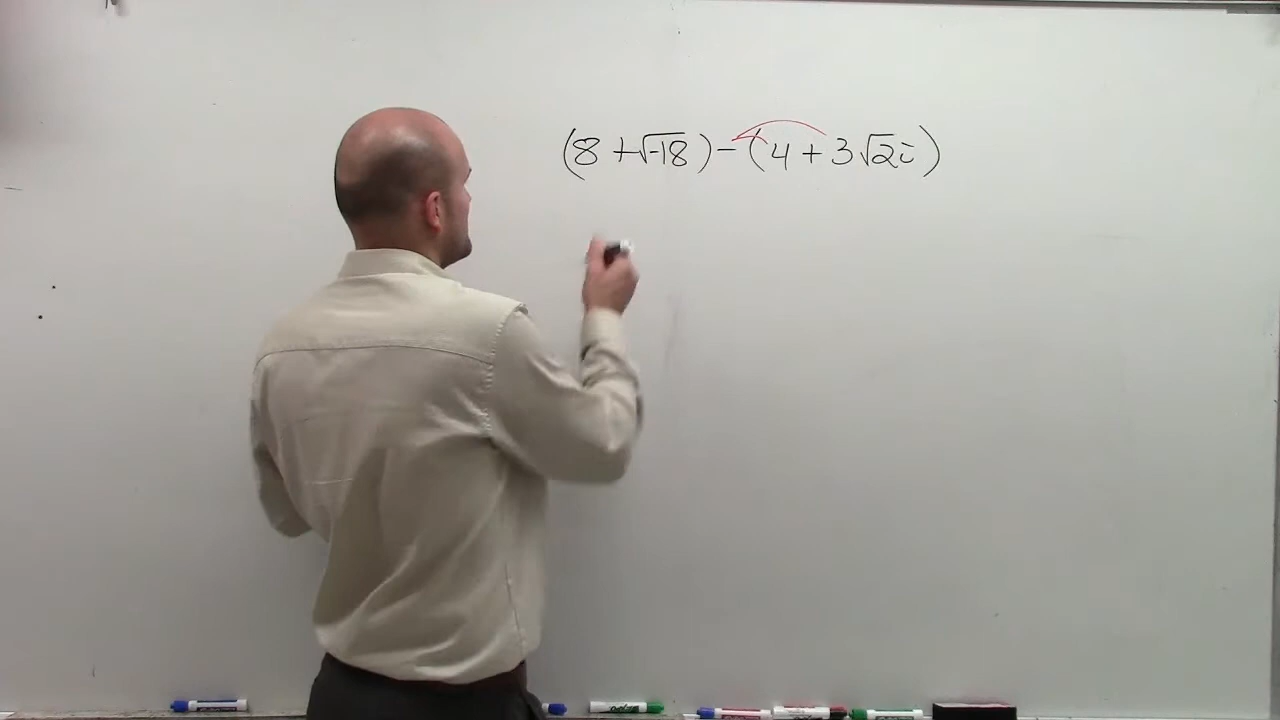 (8 + √-18) - (4 + 3√2i)